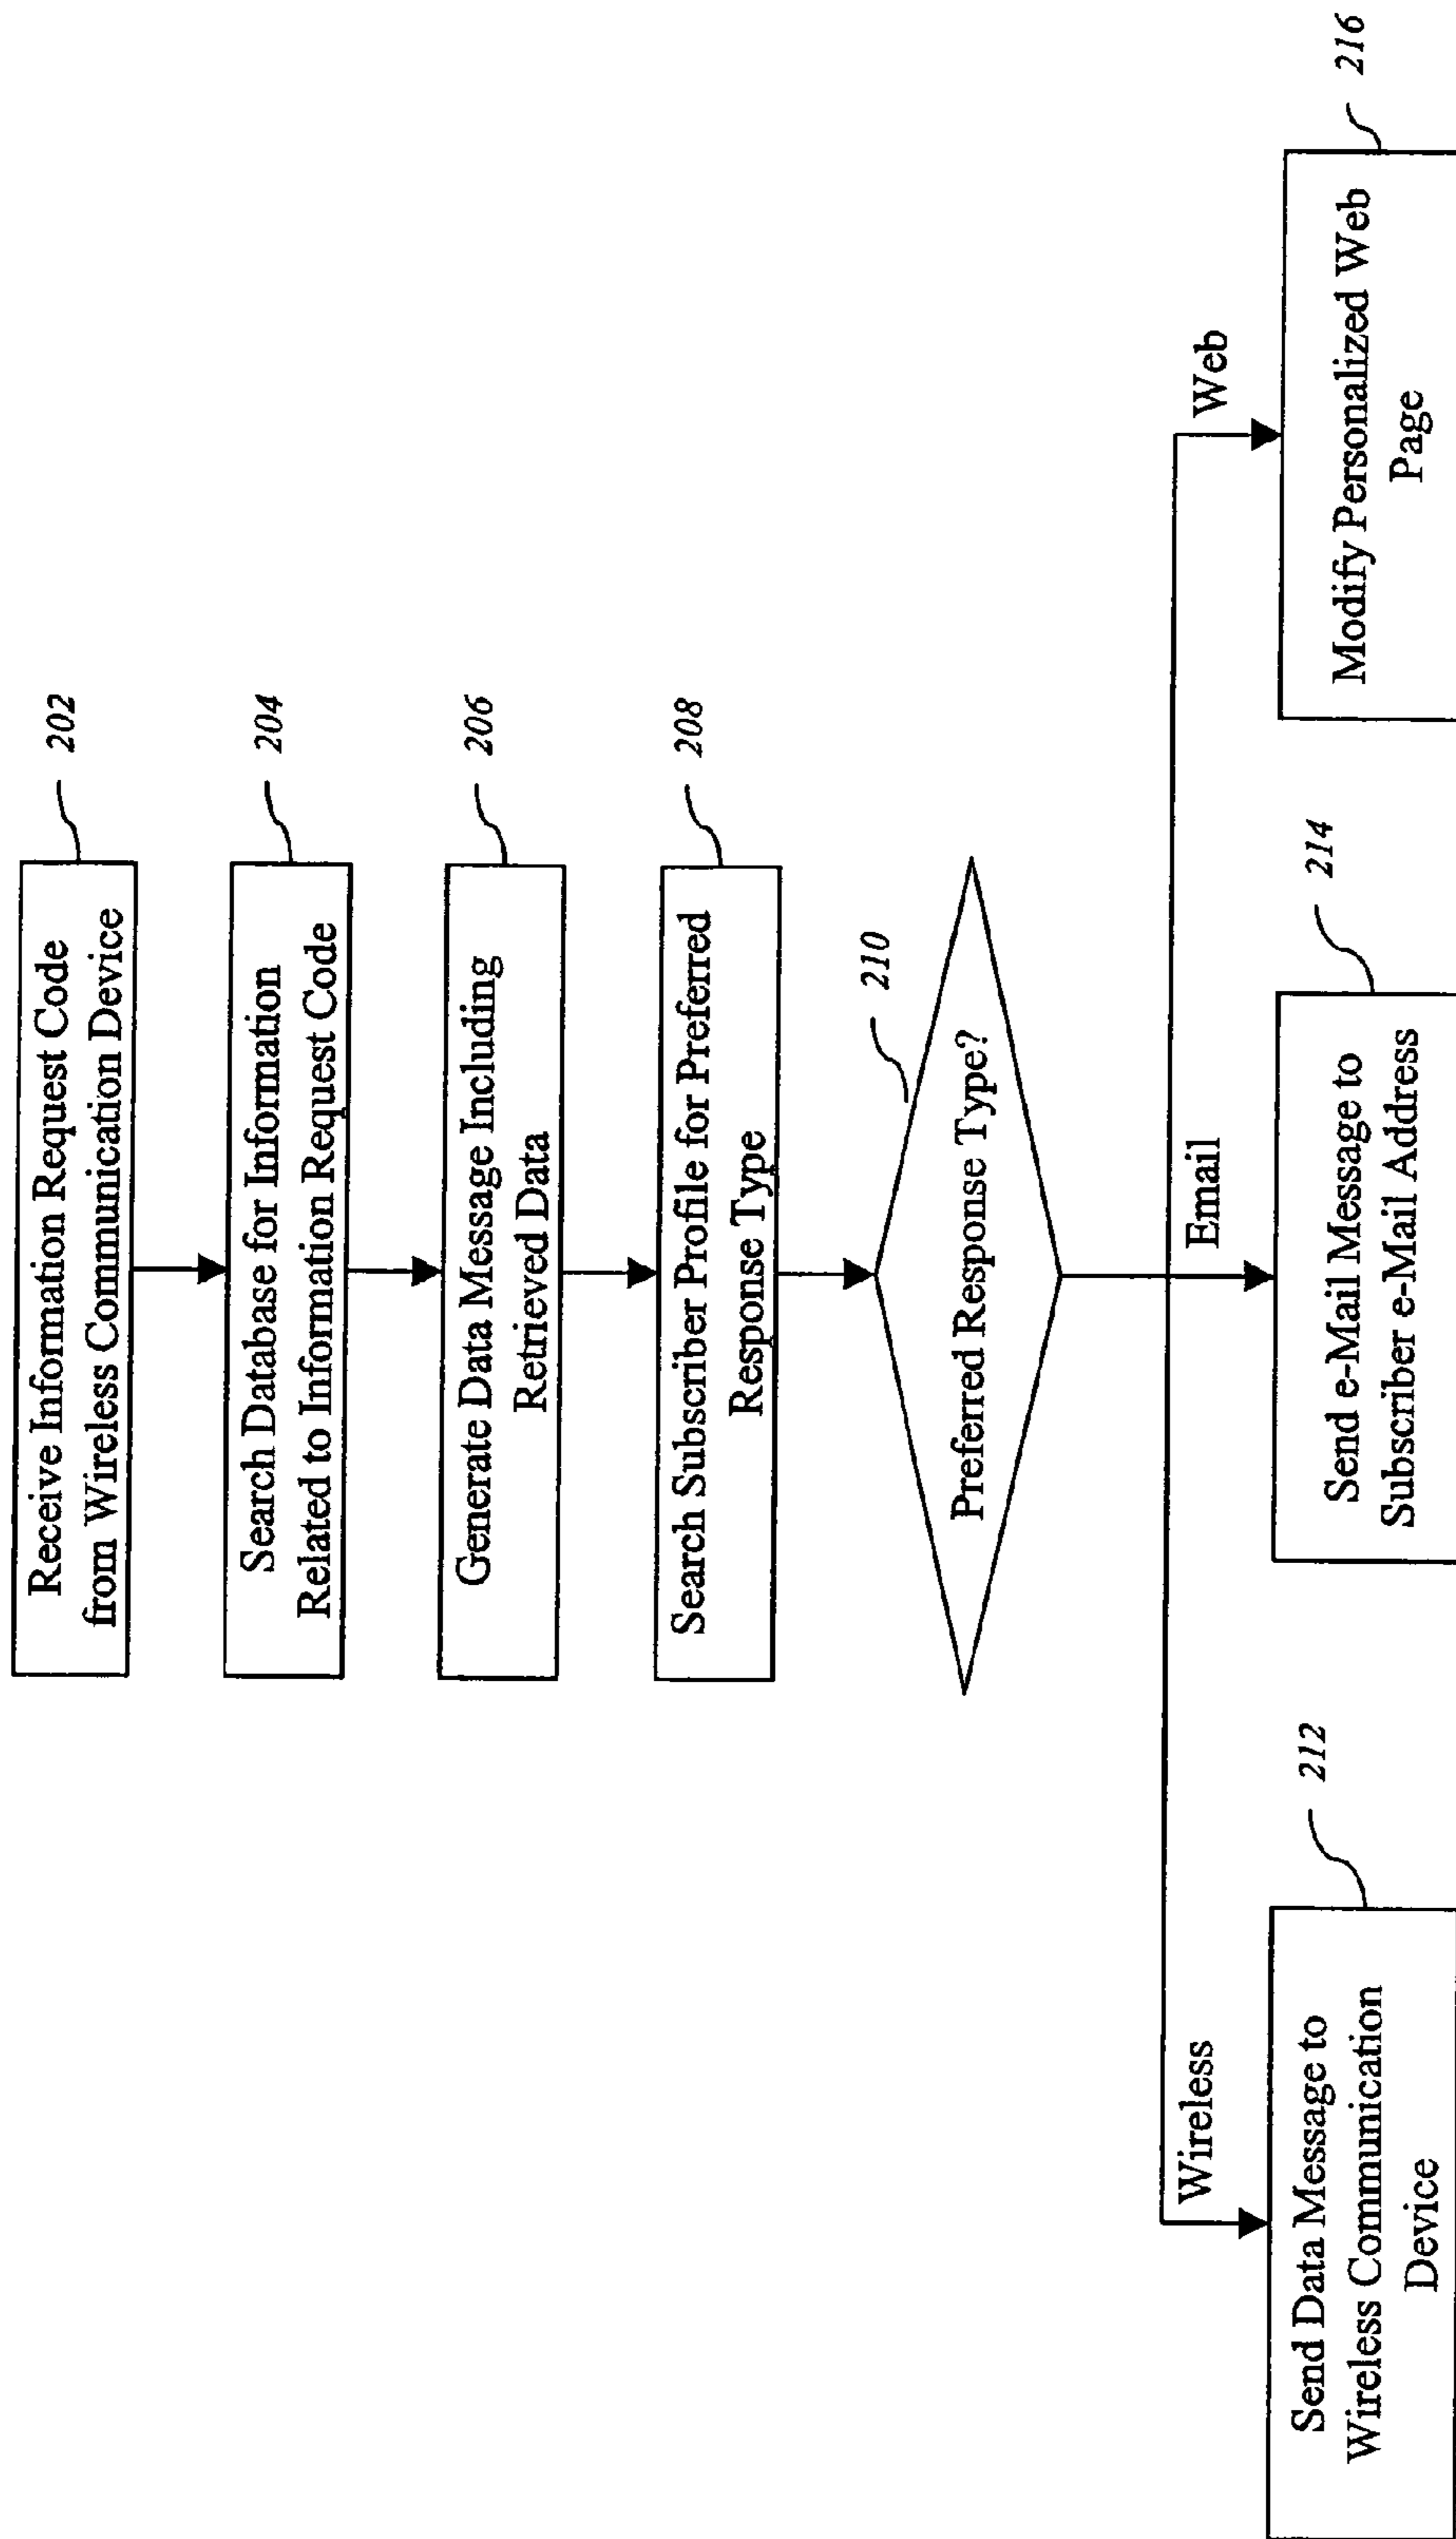 Receive Information Request Code
from Wireless Communication Device
202
Search Database for Information
Related to Information Request Code
204
Generate Data Message Including
Retrieved Data
206
Search Subscriber Profile for Preferred
Response Type
208
Preferred Response Type?
210
Wireless
Email
Web
Send Data Message to
Wireless Communication
Device
212
Send e-Mail Message to
Subscriber e-Mail Address
214
Modify Personalized Web
Page
216